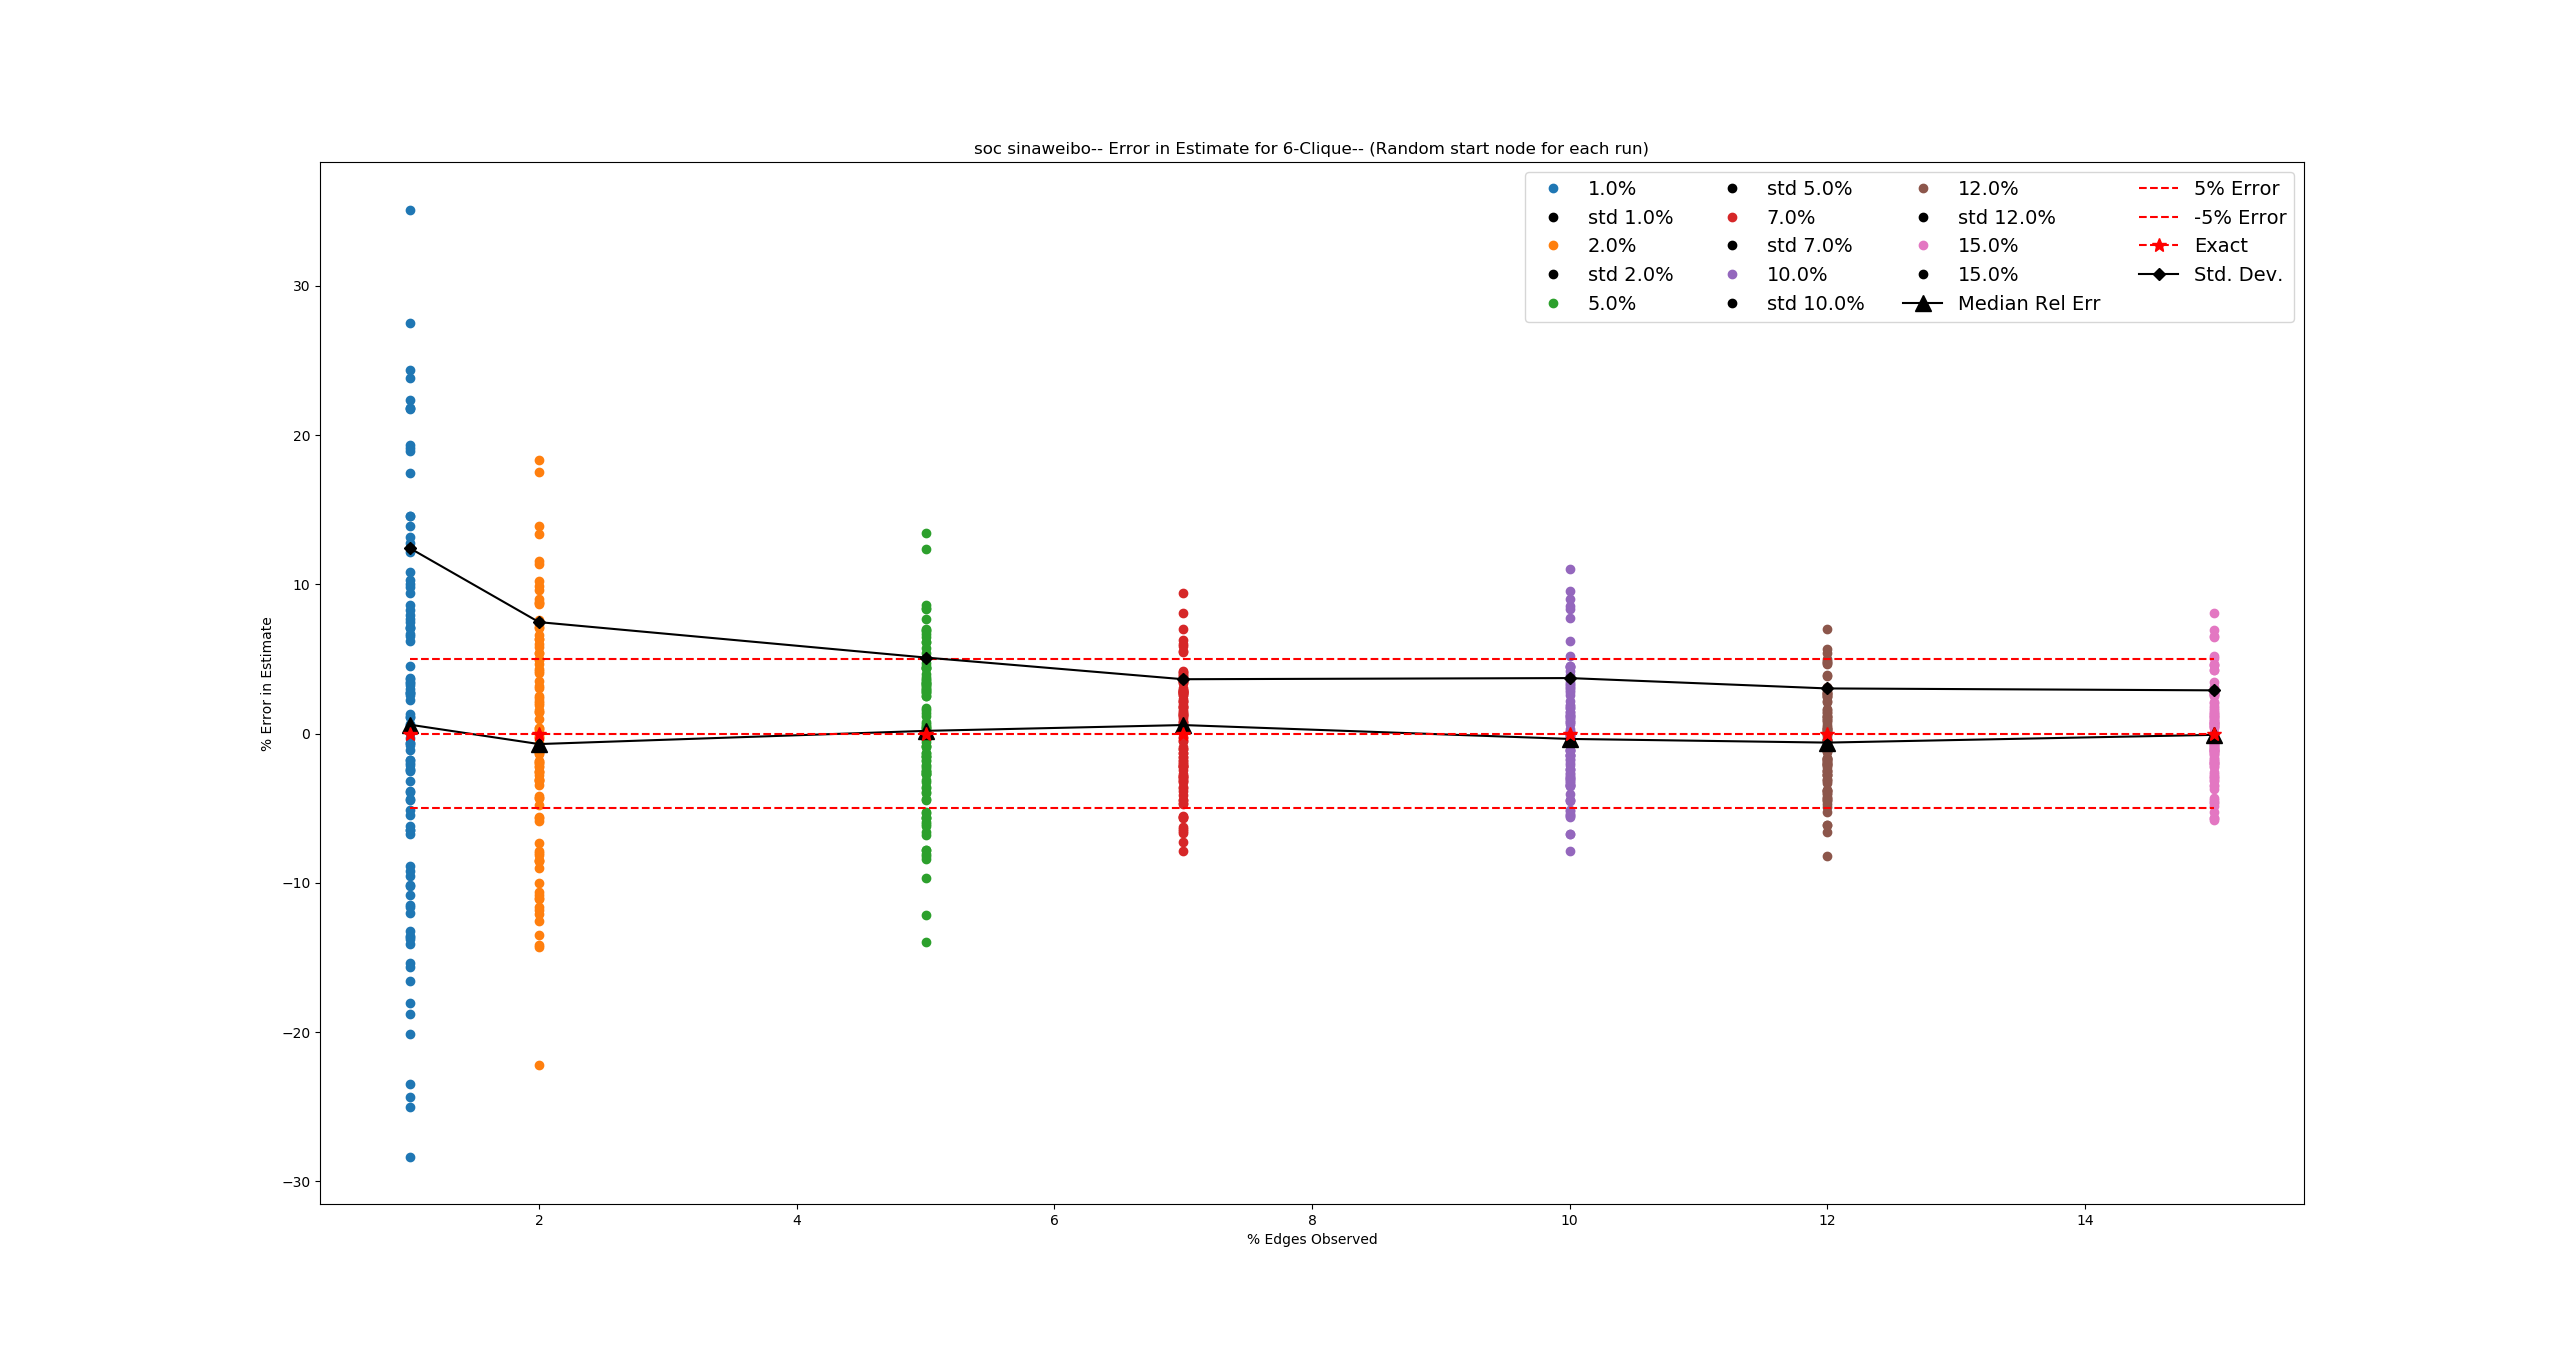 soc sinaweibo-- Error in Estimate for 6-Clique-- (Random start node for each run)
1.0%
std 1.0%
2.0%
std 2.0%
5.0%
std 5.0%
7.0%
std 7.0%
10.0%
std 10.0%
12.0%
std 12.0%
15.0%
15.0%
Median Rel Err
5% Error
-5% Error
Exact
Std. Dev.
% Error in Estimate
30
20
10
0
−10
−20
−30
2
4
6
8
10
12
14
% Edges Observed